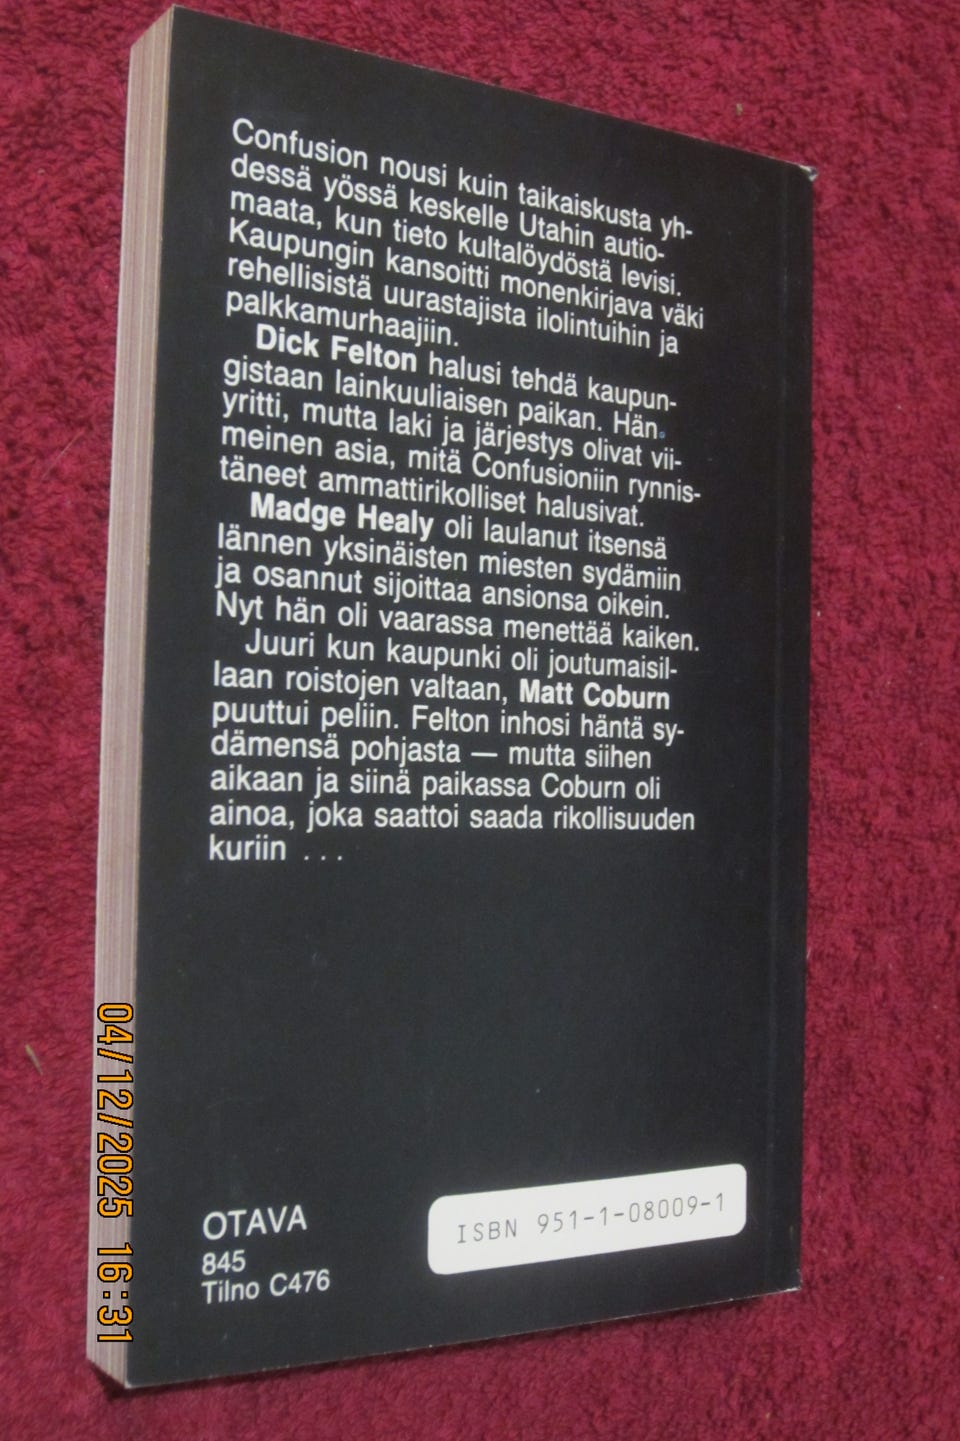 Confusion nousi kuin taikaiskusta yh-
dessä yössä keskelle Utahin autio-
maata, kun tieto kultalöydöstä levisi.
Kaupungin kansoitti monenkirjava väki
rehellisistä uurastajista ilolintuihin ja
palkkamurhaajiin.
Dick Felton halusi tehdä kaupun-
gistaan lainkuuliaisen paikan. Hän
yritti, mutta laki ja järjestys olivat vii-
meinen asia, mitä Confusioniin rynnis-
täneet ammattirikolliset halusivat.
Madge Healy oli laulanut itsensä
lännen yksinäisten miesten sydämiin
ja osannut sijoittaa ansionsa oikein.
Nyt hän oli vaarassa menettää kaiken.
Juuri kun kaupunki oli joutumaisil-
laan roistojen valtaan, Matt Coburn
puuttui peliin. Felton inhosi häntä sy-
dämensä pohjasta — mutta siihen
aikaan ja siinä paikassa Coburn oli
ainoa, joka saattoi saada rikollisuuden
kuriin . . .
OTAVA
845
Tilno C476
ISBN 951-1-08009-1
04/12/2025 16:31